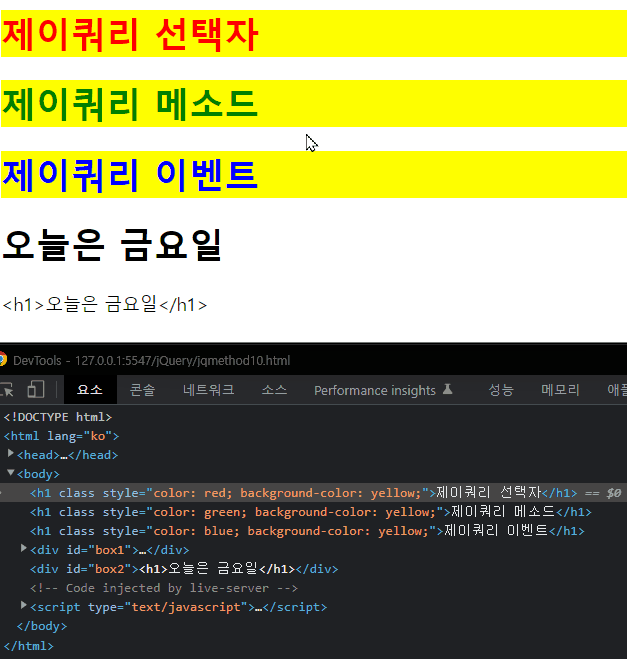 제이쿼리 선택자
제이쿼리 메소드
제이쿼리 이벤트
오늘은 금요일
<h1>오늘은 금요일</h1>
DevTools - 127.0.0.1:5547/jQuery/jqmethod10.html
요소 콘솔 네트워크 소스 Performance insights 성능 메모리 애플
<!DOCTYPE html>
<html lang="ko">
<head>…</head>
<body>
<h1 class style="color: red; background-color: yellow;">제이쿼리 선택자</h1> == $0
<h1 class style="color: green; background-color: yellow;">제이쿼리 메소드</h1>
<h1 class style="color: blue; background-color: yellow;">제이쿼리 이벤트</h1>
<div id="box1">…</div>
<div id="box2"><h1>오늘은 금요일</h1></div>
<!-- Code injected by live-server -->
<script type="text/javascript">…</script>
</body>
</html>